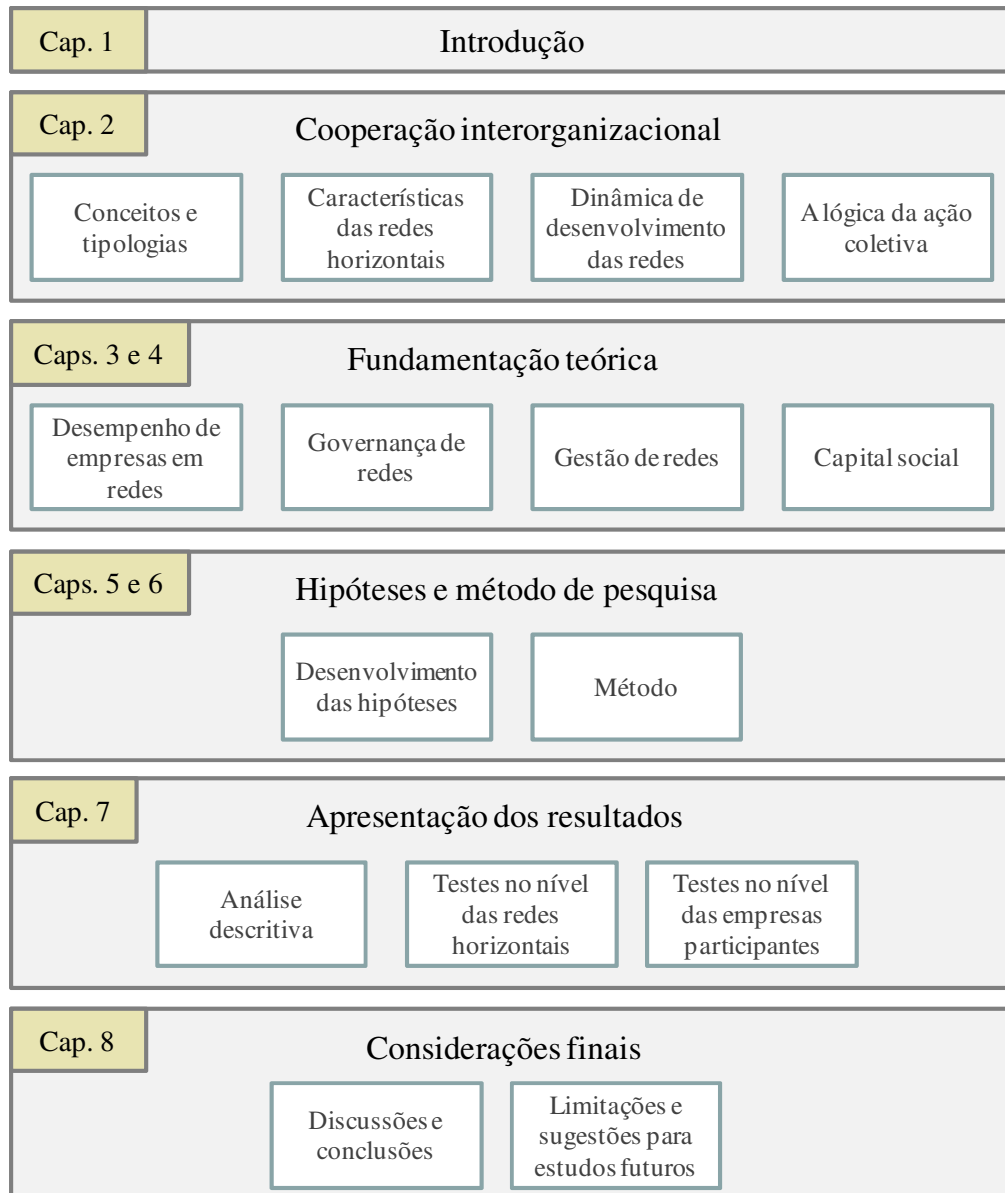 Cap. 1
Introdução
Cap. 2
Cooperação interorganizacional
Conceitos e
tipologias
Características
das redes
horizontais
Dinâmica de
desenvolvimento
das redes
A lógica da ação
coletiva
Caps. 3 e 4
Fundamentação teórica
Desempenho de
empresas em
redes
Governança de
redes
Gestão de redes
Capital social
Caps. 5 e 6
Hipóteses e método de pesquisa
Desenvolvimento
das hipóteses
Método
Cap. 7
Apresentação dos resultados
Análise
descritiva
Testes no nível
das redes
horizontais
Testes no nível
das empresas
participantes
Cap. 8
Considerações finais
Discussões e
conclusões
Limitações e
sugestões para
estudos futuros